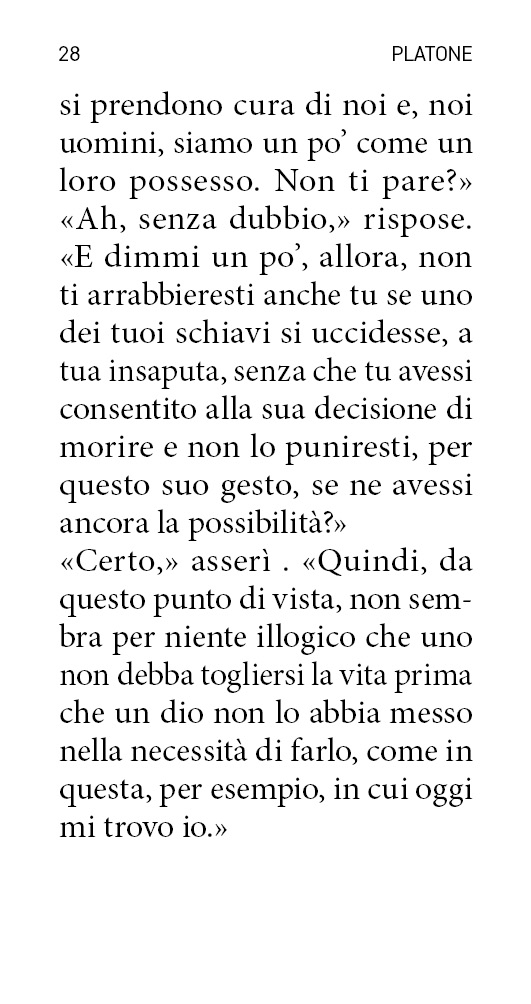 28 PLATONE
si prendono cura di noi e, noi
uomini, siamo un po’ come un
loro possesso. Non ti pare?»
«Ah, senza dubbio,» rispose.
«E dimmi un po’, allora, non
ti arrabbieresti anche tu se uno
dei tuoi schiavi si uccidesse, a
tua insaputa, senza che tu avessi
consentito alla sua decisione di
morire e non lo puniresti, per
questo suo gesto, se ne avessi
ancora la possibilità?»
«Certo,» asserì . «Quindi, da
questo punto di vista, non sem-
bra per niente illogico che uno
non debba togliersi la vita prima
che un dio non lo abbia messo
nella necessità di farlo, come in
questa, per esempio, in cui oggi
mi trovo io.»